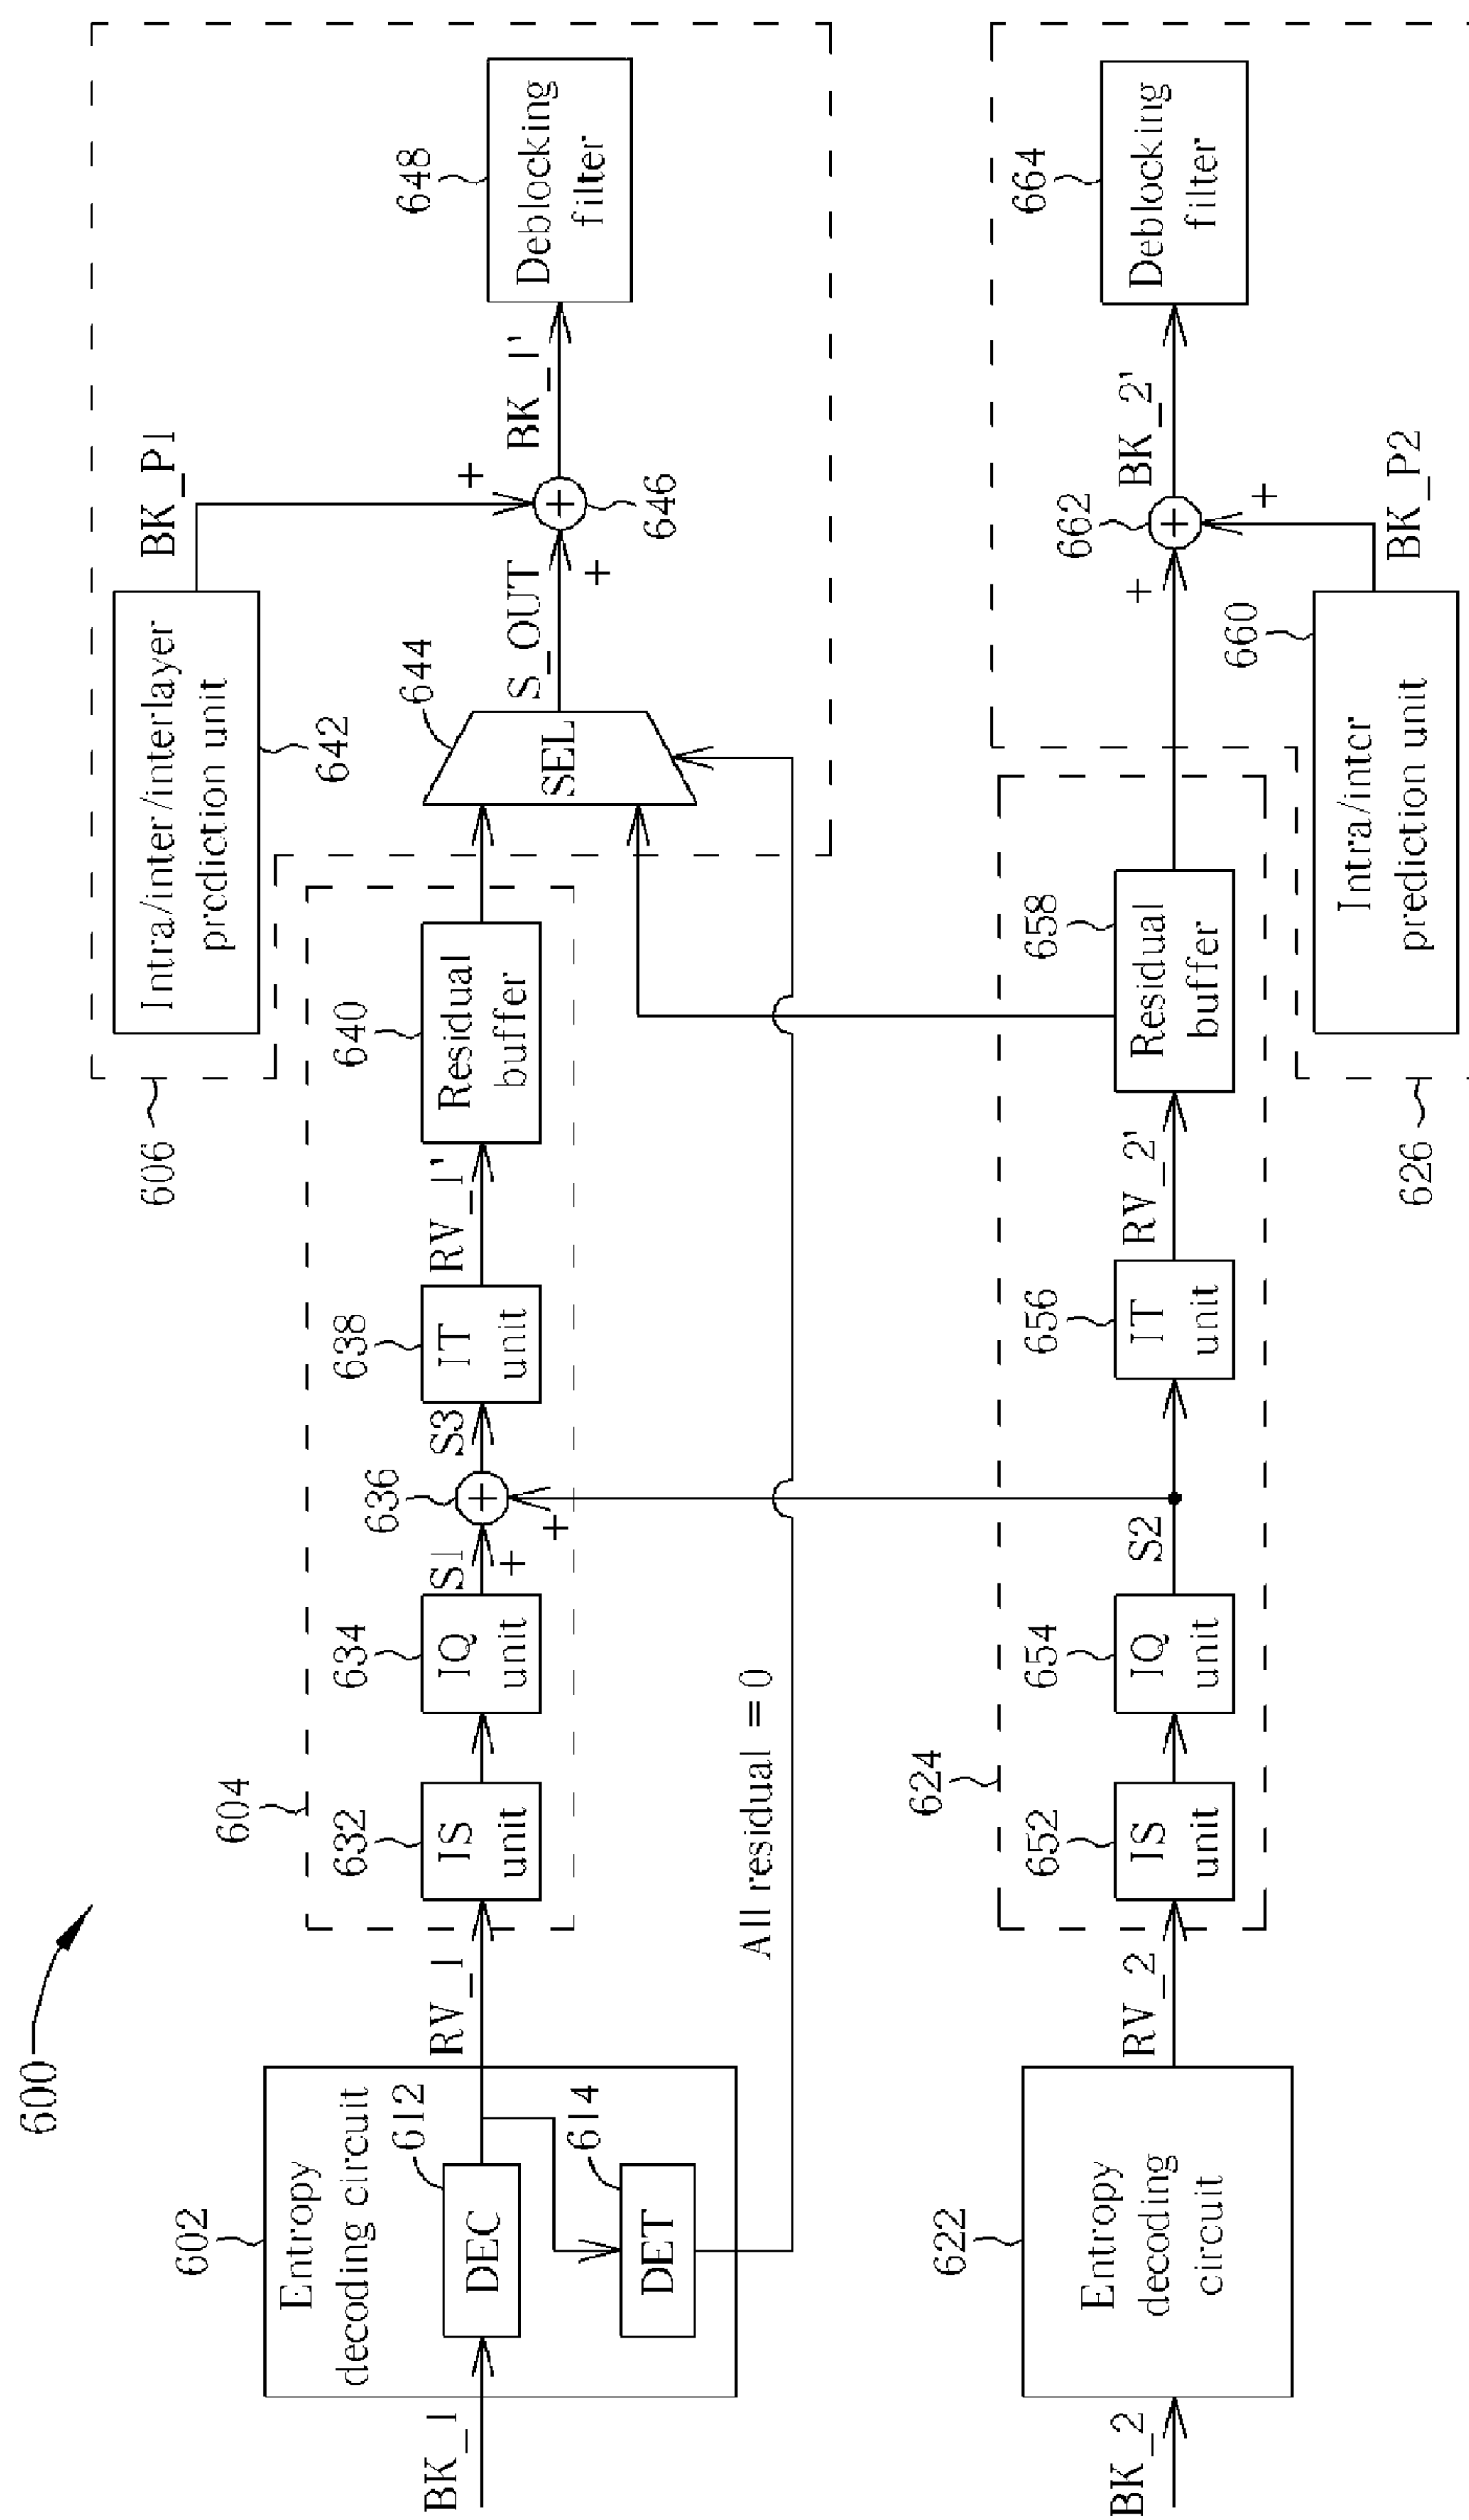 600
602
Entropy
decoding circuit
BK_1
DEC
612
DET
614
RV_1
604
632
IS
unit
634
IQ
unit
S1
+
+
636
+
S3
638
IT
unit
RV_1'
640
Residual
buffer
All residual = 0
606
Intra/inter/interlayer
prediction unit
642
BK_P1
644
SEL
S_OUT
+
+
+
646
BK_1'
648
Deblocking
filter
622
Entropy
decoding
circuit
BK_2
RV_2
624
652
IS
unit
654
IQ
unit
S2
656
IT
unit
RV_2'
658
Residual
buffer
626
660
Intra/inter
prediction unit
BK_P2
+
+
662
+
BK_2'
664
Deblocking
filter